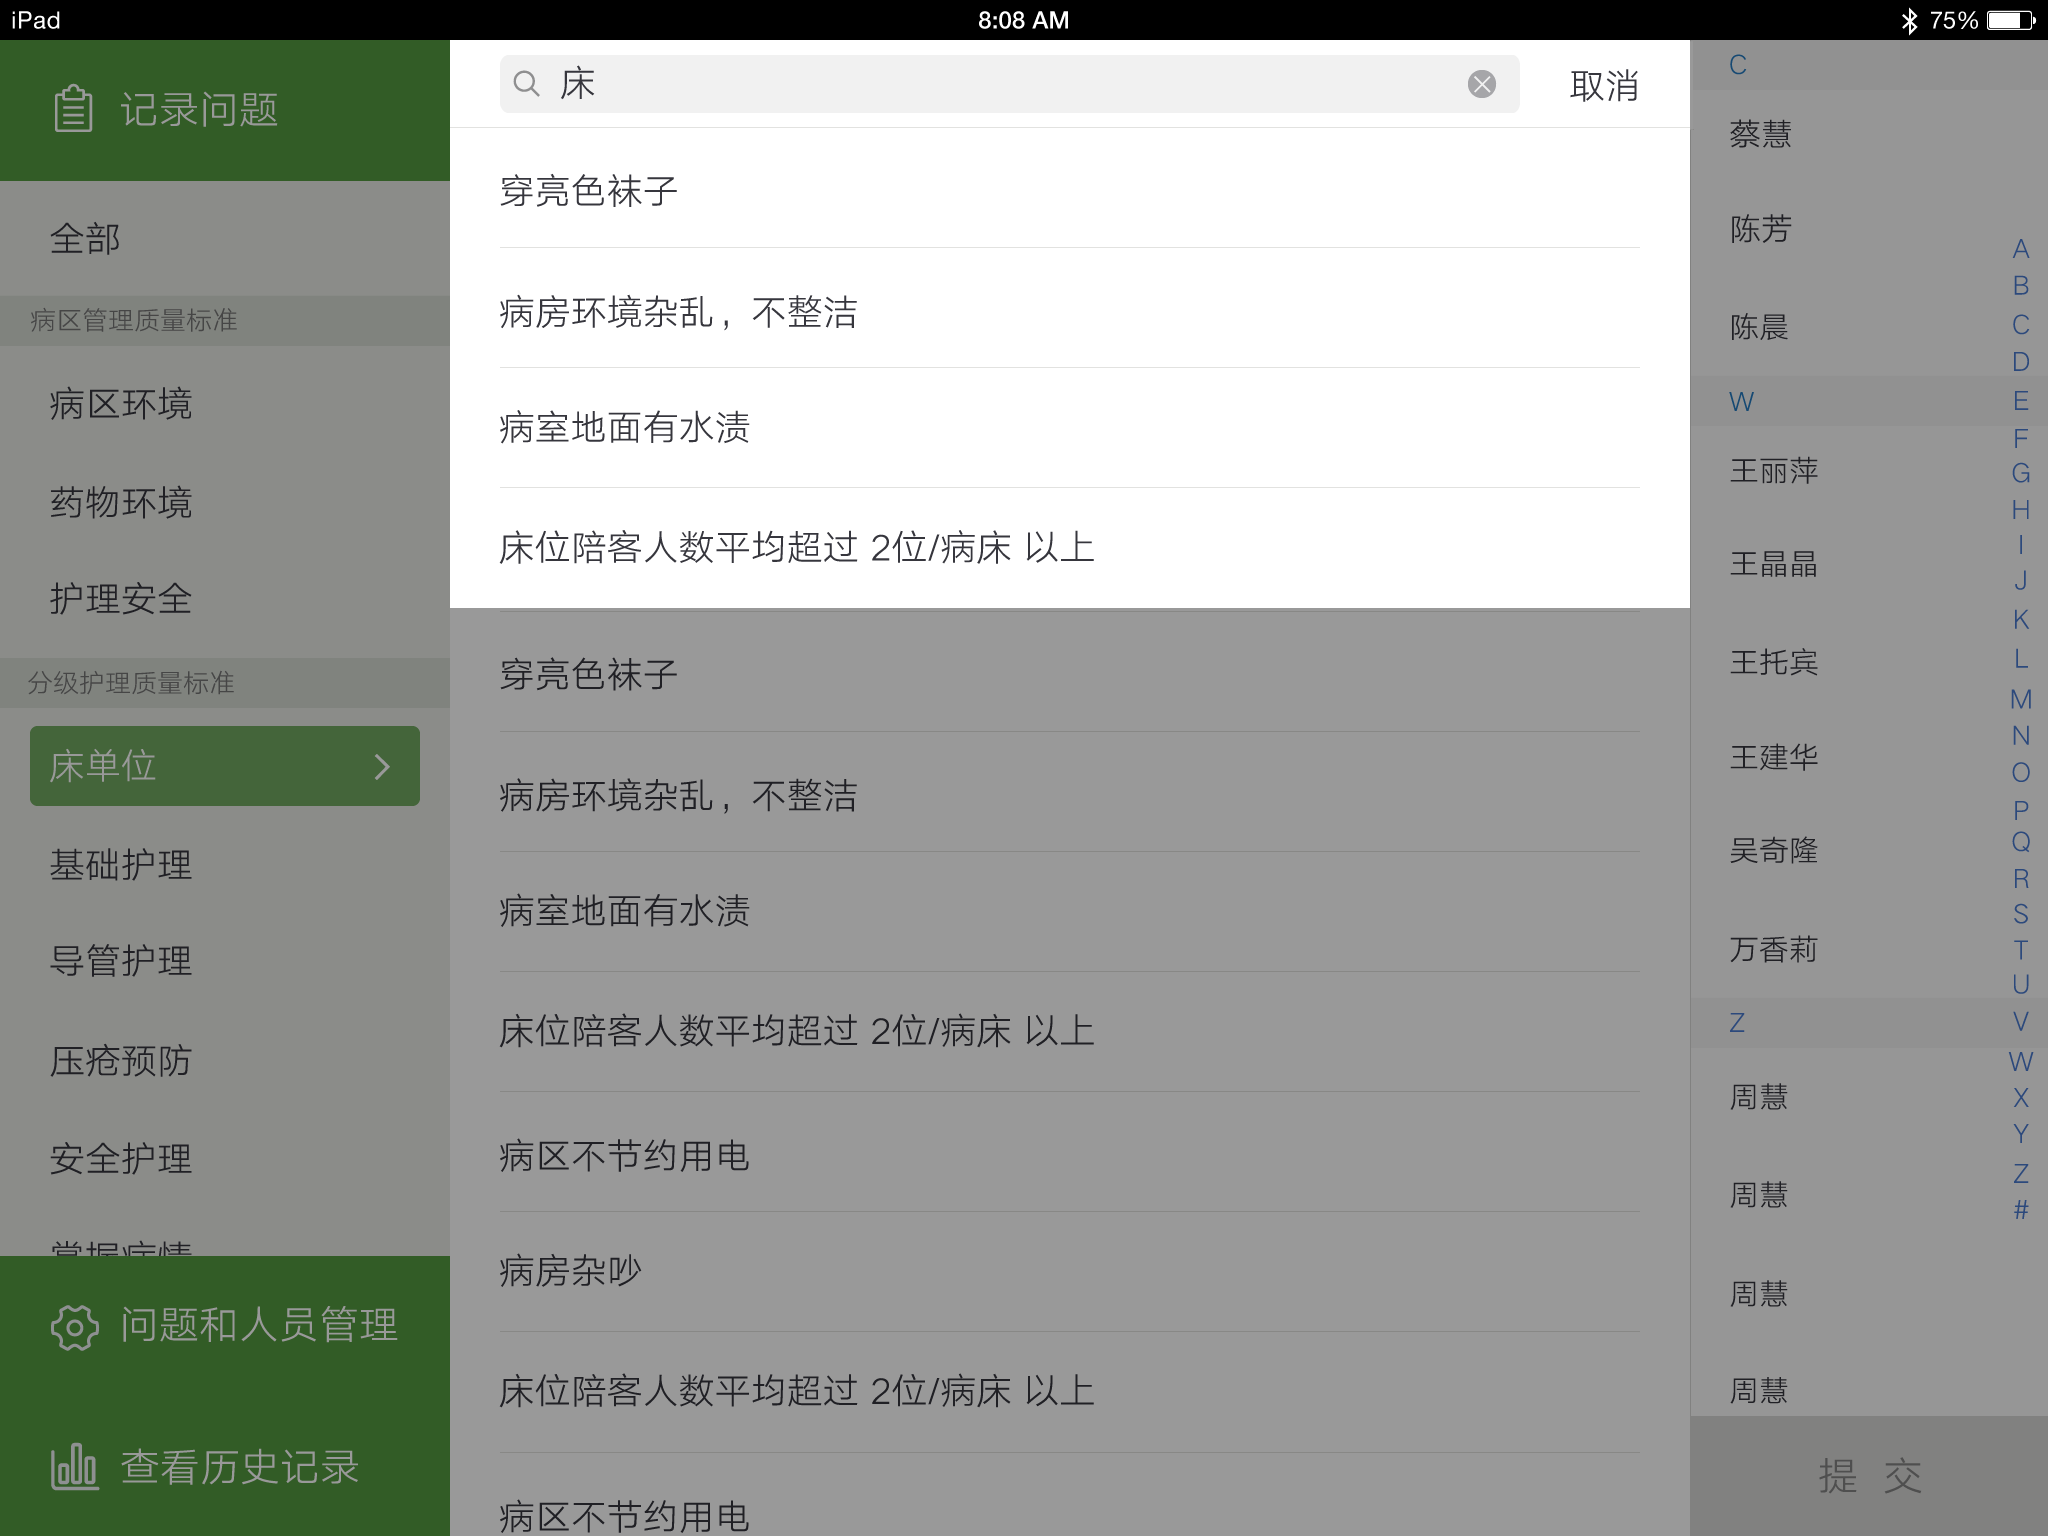 iPad
8:08 AM
75%
记录问题
全部
病区管理质量标准
病区环境
药物环境
护理安全
分级护理质量标准
床单位
基础护理
导管护理
压疮预防
安全护理
掌握病情
问题和人员管理
查看历史记录
床
取消
穿亮色袜子
病房环境杂乱，不整洁
病室地面有水渍
床位陪客人数平均超过 2位/病床 以上
穿亮色袜子
病房环境杂乱，不整洁
病室地面有水渍
床位陪客人数平均超过 2位/病床 以上
病区不节约用电
病房杂吵
床位陪客人数平均超过 2位/病床 以上
病区不节约用电
C
蔡慧
陈芳
陈晨
W
王丽萍
王晶晶
王托宾
王建华
吴奇隆
万香莉
Z
周慧
周慧
周慧
周慧
提 交
A
B
C
D
E
F
G
H
I
J
K
L
M
N
O
P
Q
R
S
T
U
V
W
X
Y
Z
#